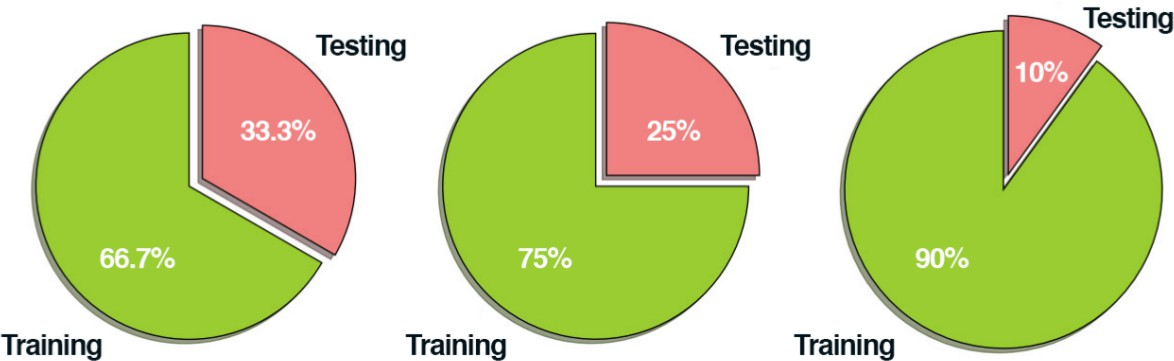 Testing
33.3%
66.7%
Training
Testing
25%
75%
Training
Testing
10%
90%
Training